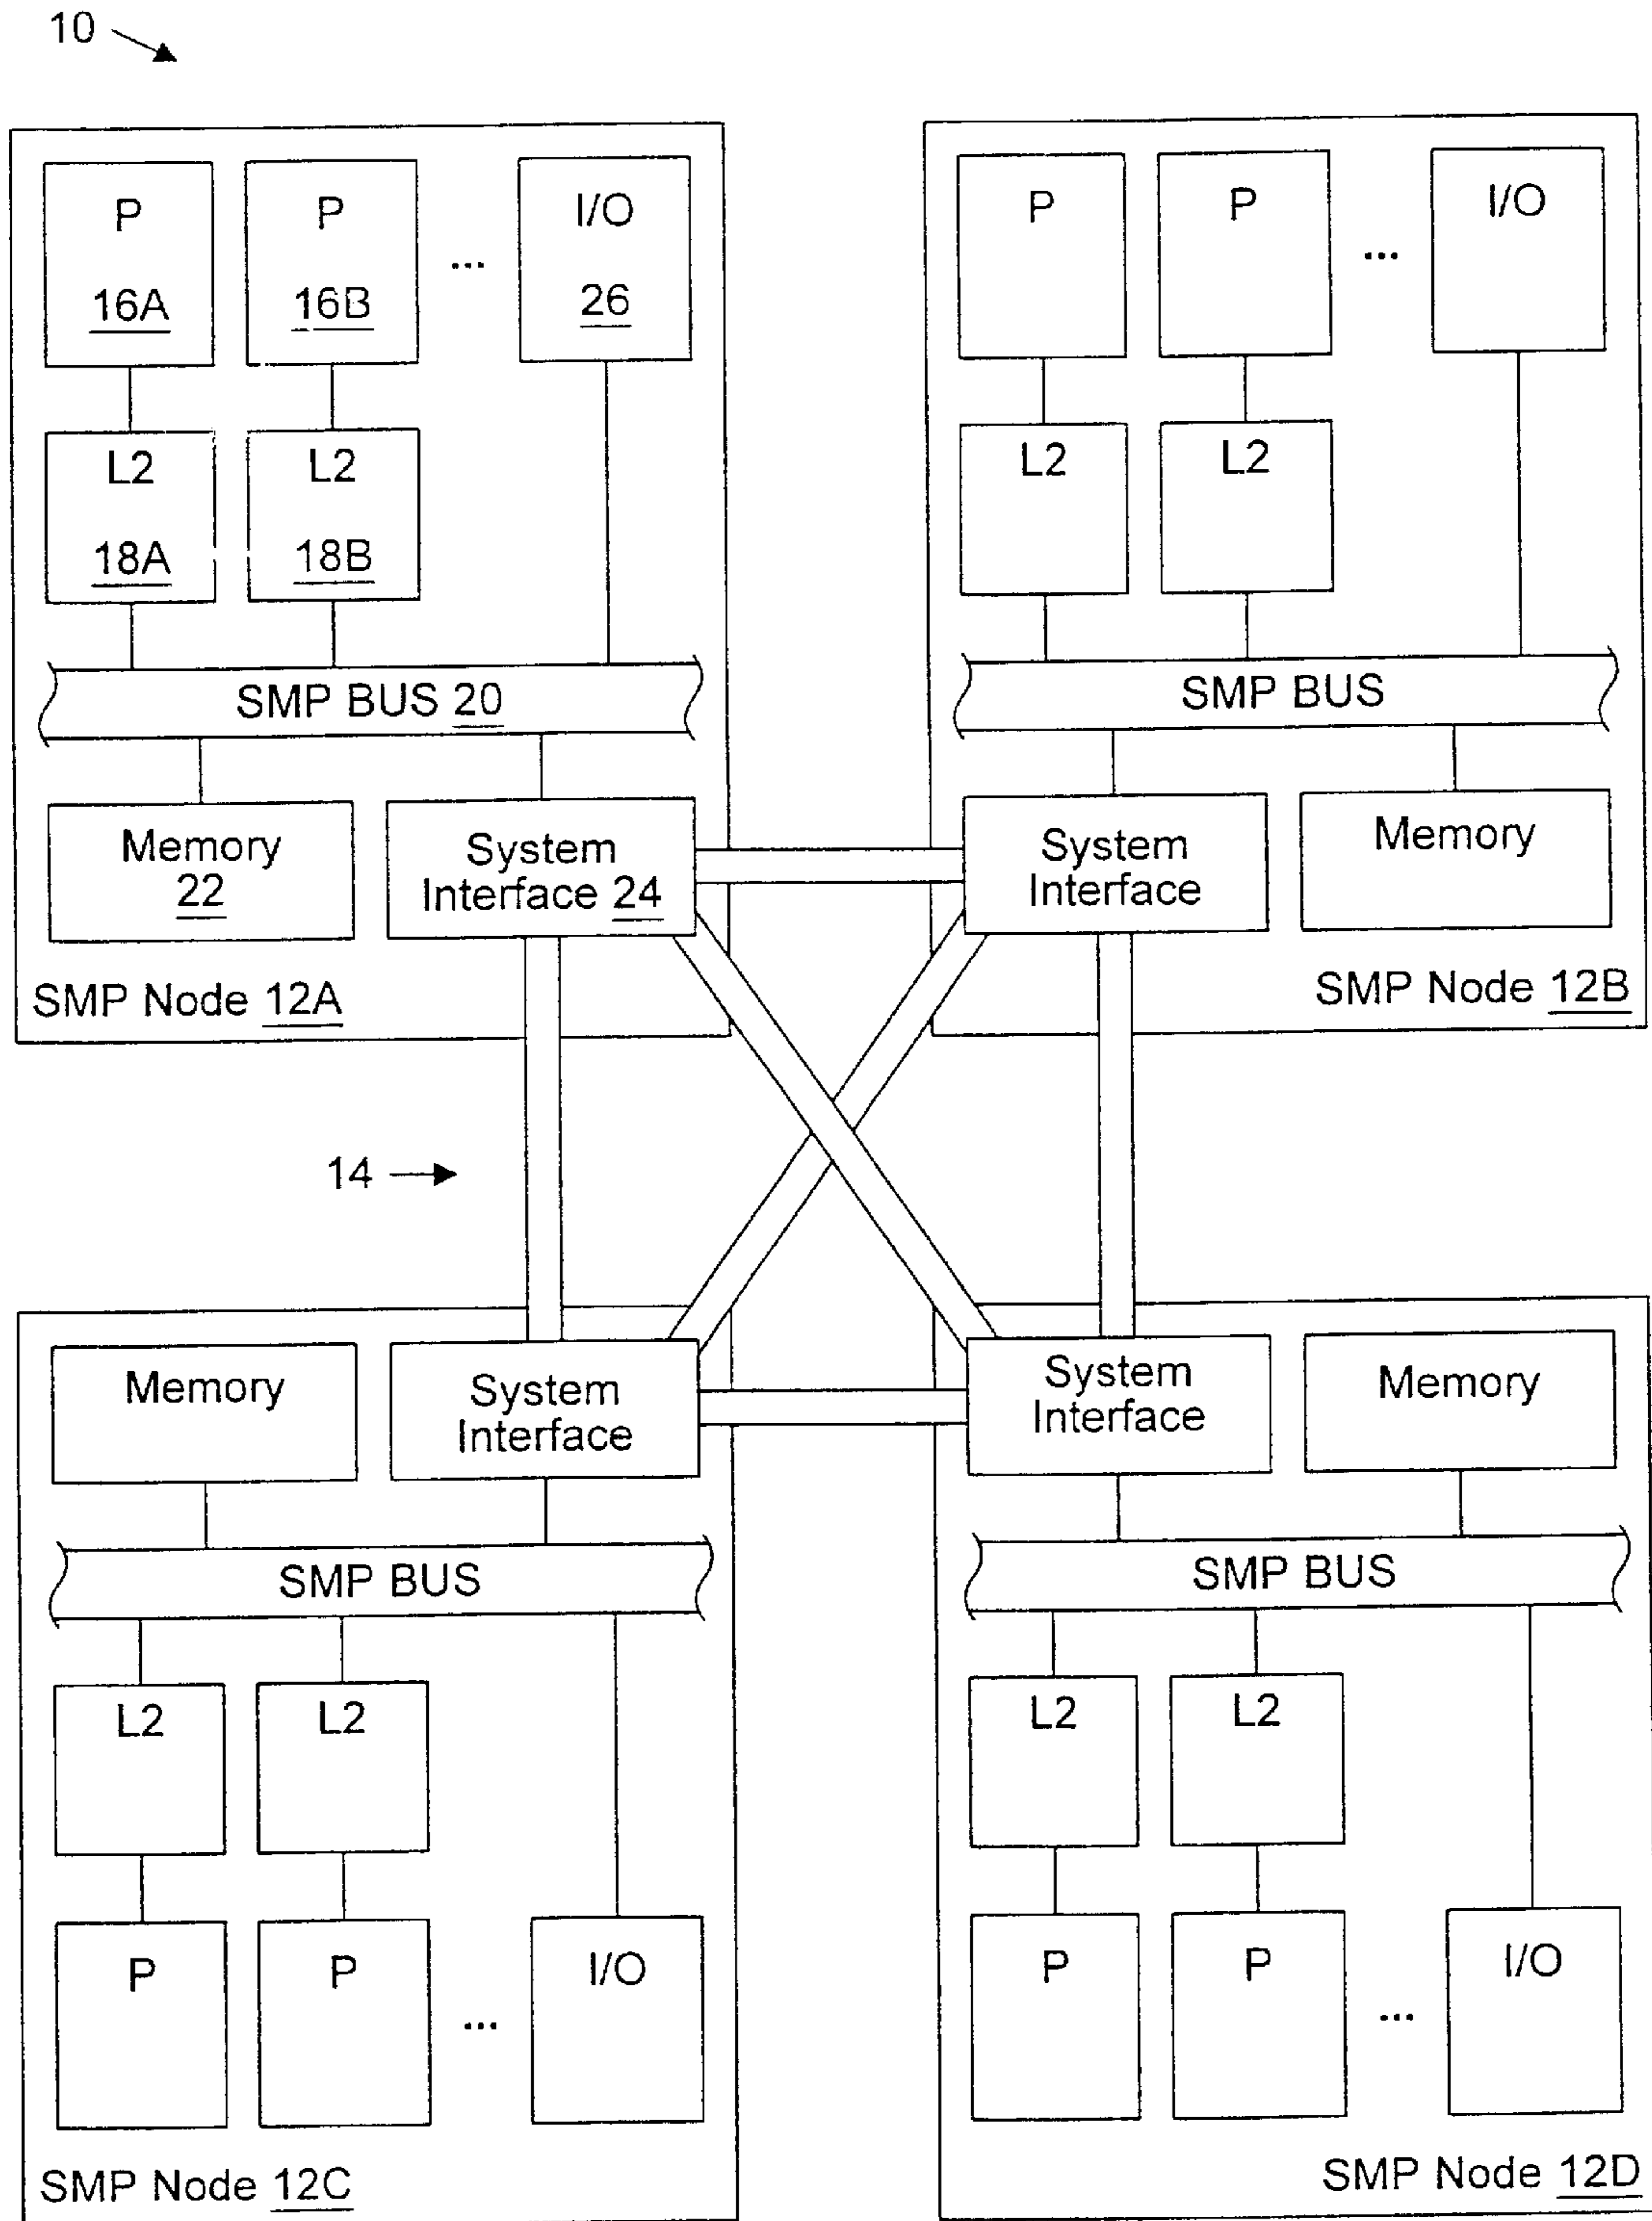 10
P
16A
P
16B
...
I/O
26
L2
18A
L2
18B
SMP BUS 20
Memory
22
System
Interface 24
SMP Node 12A
P
P
...
I/O
L2
L2
SMP BUS
System
Interface
Memory
SMP Node 12B
14
Memory
System
Interface
SMP BUS
L2
L2
P
P
...
I/O
SMP Node 12C
System
Interface
Memory
SMP BUS
L2
L2
P
P
...
I/O
SMP Node 12D